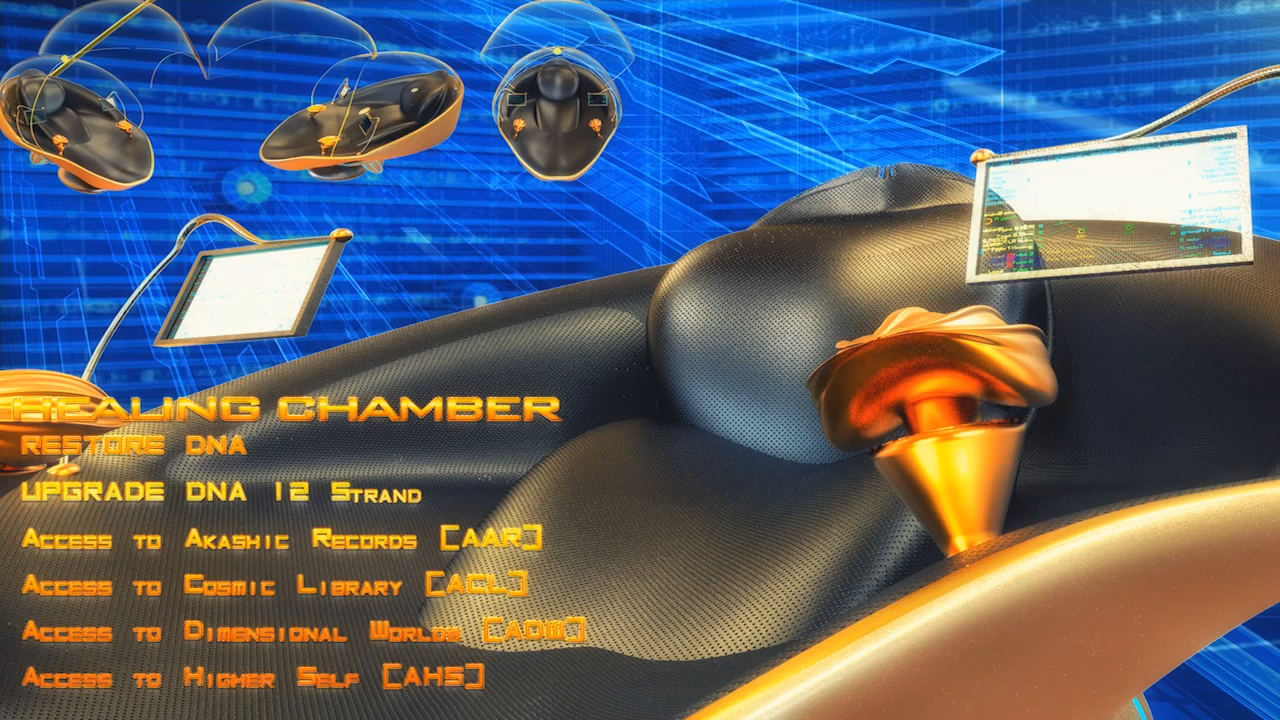 HEALING CHAMBER
RESTORE DNA
UPGRADE DNA 12 Strand
Access to Akashic Records [AAR]
Access to Cosmic Library [ACL]
Access to Dimensional Worlds [ADW]
Access to Higher Self [AHS]